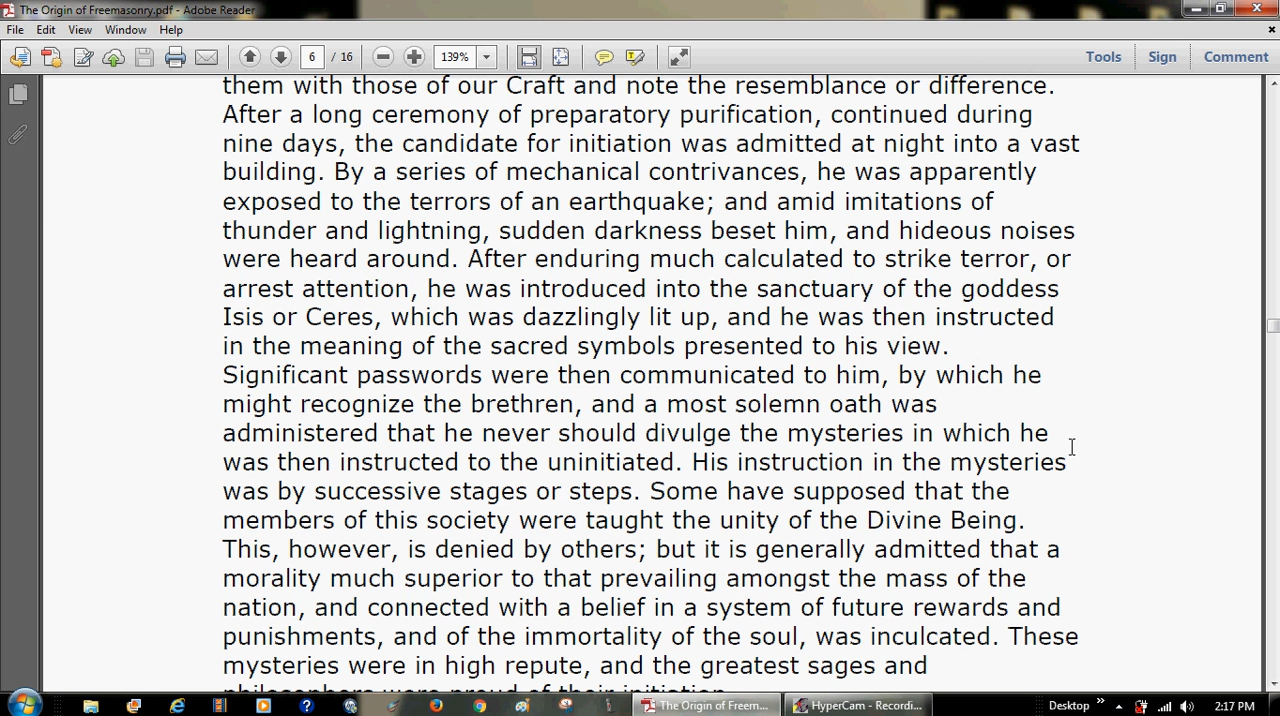 The Origin of Freemasonry.pdf - Adobe Reader
File Edit View Window Help
6 / 16 139% Tools Sign Comment
them with those of our Craft and note the resemblance or difference.
After a long ceremony of preparatory purification, continued during
nine days, the candidate for initiation was admitted at night into a vast
building. By a series of mechanical contrivances, he was apparently
exposed to the terrors of an earthquake; and amid imitations of
thunder and lightning, sudden darkness beset him, and hideous noises
were heard around. After enduring much calculated to strike terror, or
arrest attention, he was introduced into the sanctuary of the goddess
Isis or Ceres, which was dazzlingly lit up, and he was then instructed
in the meaning of the sacred symbols presented to his view.
Significant passwords were then communicated to him, by which he
might recognize the brethren, and a most solemn oath was
administered that he never should divulge the mysteries in which he
was then instructed to the uninitiated. His instruction in the mysteries
was by successive stages or steps. Some have supposed that the
members of this society were taught the unity of the Divine Being.
This, however, is denied by others; but it is generally admitted that a
morality much superior to that prevailing amongst the mass of the
nation, and connected with a belief in a system of future rewards and
punishments, and of the immortality of the soul, was inculcated. These
mysteries were in high repute, and the greatest sages and
philosophers were proud of their initiation.
The Origin of Freem... HyperCam - Recordi... Desktop » 2:17 PM